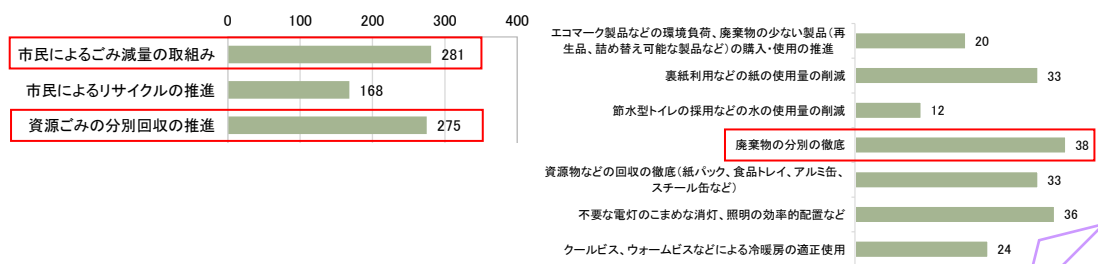 0 100 200 300 400
市民によるごみ減量の取組み 281
市民によるリサイクルの推進 168
資源ごみの分別回収の推進 275
エコマーク製品などの環境負荷、廃棄物の少ない製品(再
生品、詰め替え可能な製品など)の購入・使用の推進 20
裏紙利用などの紙の使用量の削減 33
節水型トイレの採用などの水の使用量の削減 12
廃棄物の分別の徹底 38
資源物などの回収の徹底(紙パック、食品トレイ、アルミ缶、
スチール缶など) 33
不要な電灯のこまめな消灯、照明の効率的配置など 36
クールビス、ウォームビスなどによる冷暖房の適正使用 24